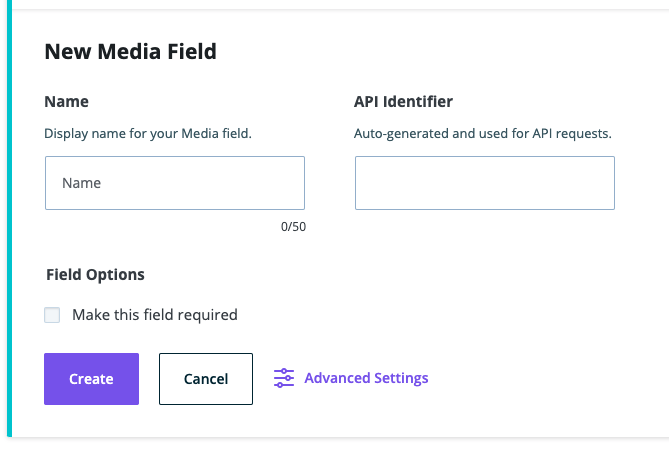 New Media Field
Name
API Identifier
Display name for your Media field.
Auto-generated and used for API requests.
Name
0/50
Field Options
Make this field required
Create
Cancel
Advanced Settings